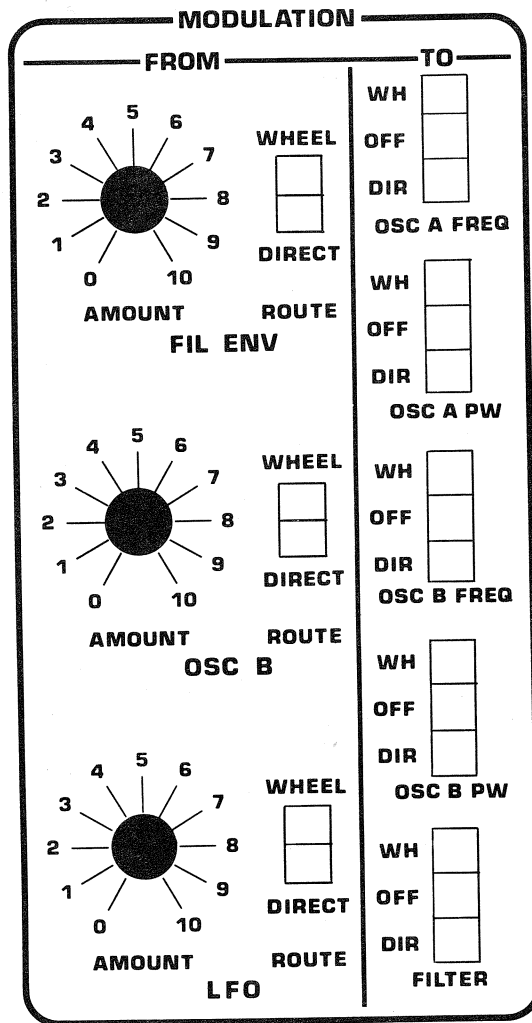 MODULATION
FROM
TO
5
4 6
3 7
2 8
1 9
0 10
AMOUNT
WHEEL
DIRECT
ROUTE
FIL ENV
5
4 6
3 7
2 8
1 9
0 10
AMOUNT
WHEEL
DIRECT
ROUTE
OSC B
5
4 6
3 7
2 8
1 9
0 10
AMOUNT
WHEEL
DIRECT
ROUTE
LFO
WH
OFF
DIR
OSC A FREQ
WH
OFF
DIR
OSC A PW
WH
OFF
DIR
OSC B FREQ
WH
OFF
DIR
OSC B PW
WH
OFF
DIR
FILTER